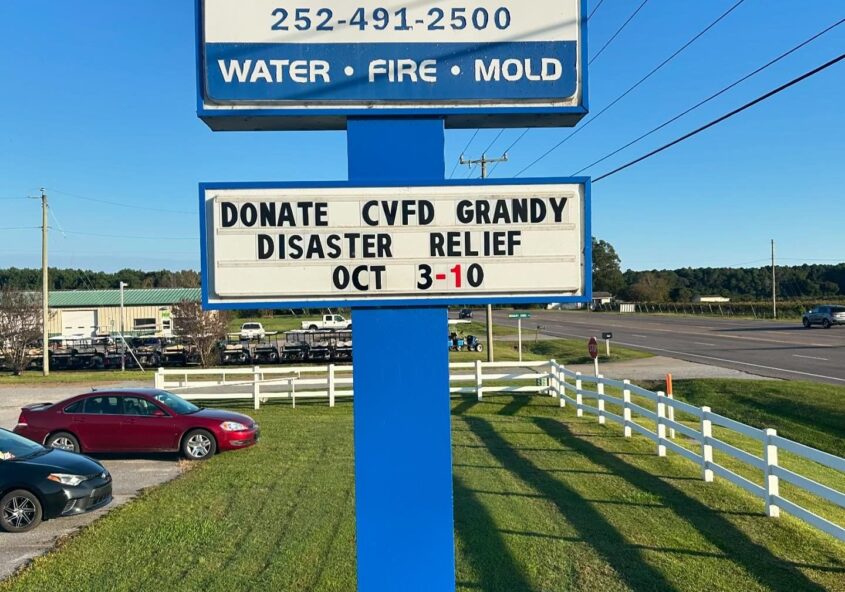 252-491-2500
WATER • FIRE • MOLD
DONATE CVFD GRANDY
DISASTER RELIEF
OCT 3-10